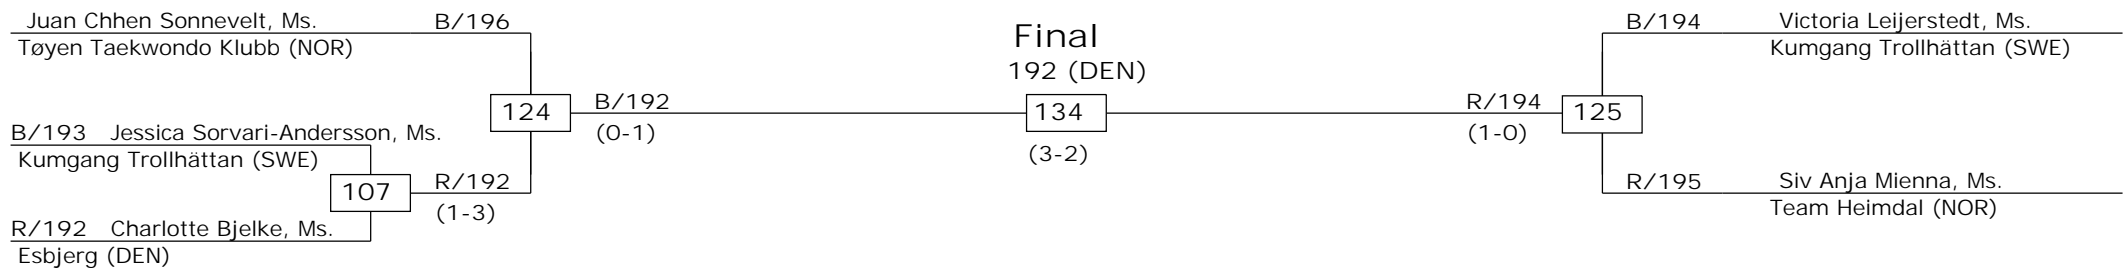 Juan Chhen Sonnevelt, Ms. B/196
Tøyen Taekwondo Klubb (NOR)
Final
192 (DEN)
B/194 Victoria Leijerstedt, Ms.
Kumgang Trollhättan (SWE)
124 B/192
(0-1)
134
(3-2)
R/194 125
(1-0)
B/193 Jessica Sorvari-Andersson, Ms.
Kumgang Trollhättan (SWE)
107 R/192
(1-3)
R/192 Charlotte Bjelke, Ms.
Esbjerg (DEN)
R/195 Siv Anja Mienna, Ms.
Team Heimdal (NOR)